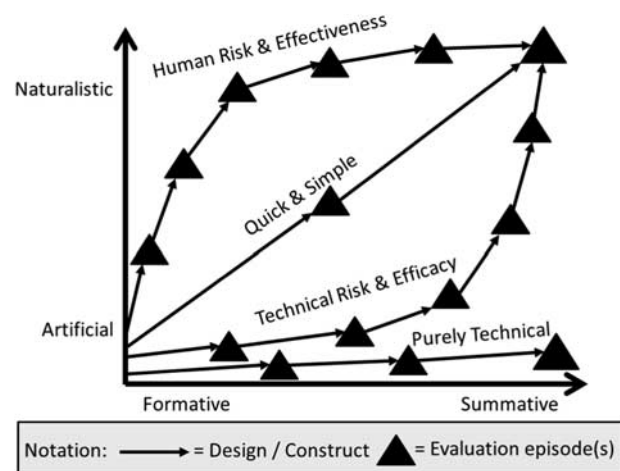 Human Risk & Effectiveness
Naturalistic
Quick & Simple
Technical Risk & Efficacy
Artificial
Purely Technical
Formative
Summative
Notation: = Design / Construct = Evaluation episode(s)